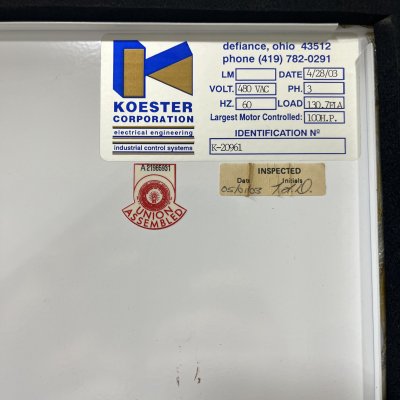 defiance, ohio 43512
phone (419) 782-0291
LM DATE 4/28/03
VOLT. 480 VAC PH. 3
HZ. 60 LOAD 130.7FLA
Largest Motor Controlled: 100H.P.
IDENTIFICATION Nº
K-20961
KOESTER
CORPORATION
electrical engineering
industrial control systems
A 21965931
UNION
ASSEMBLED
INSPECTED
Date Initials
05/01/03